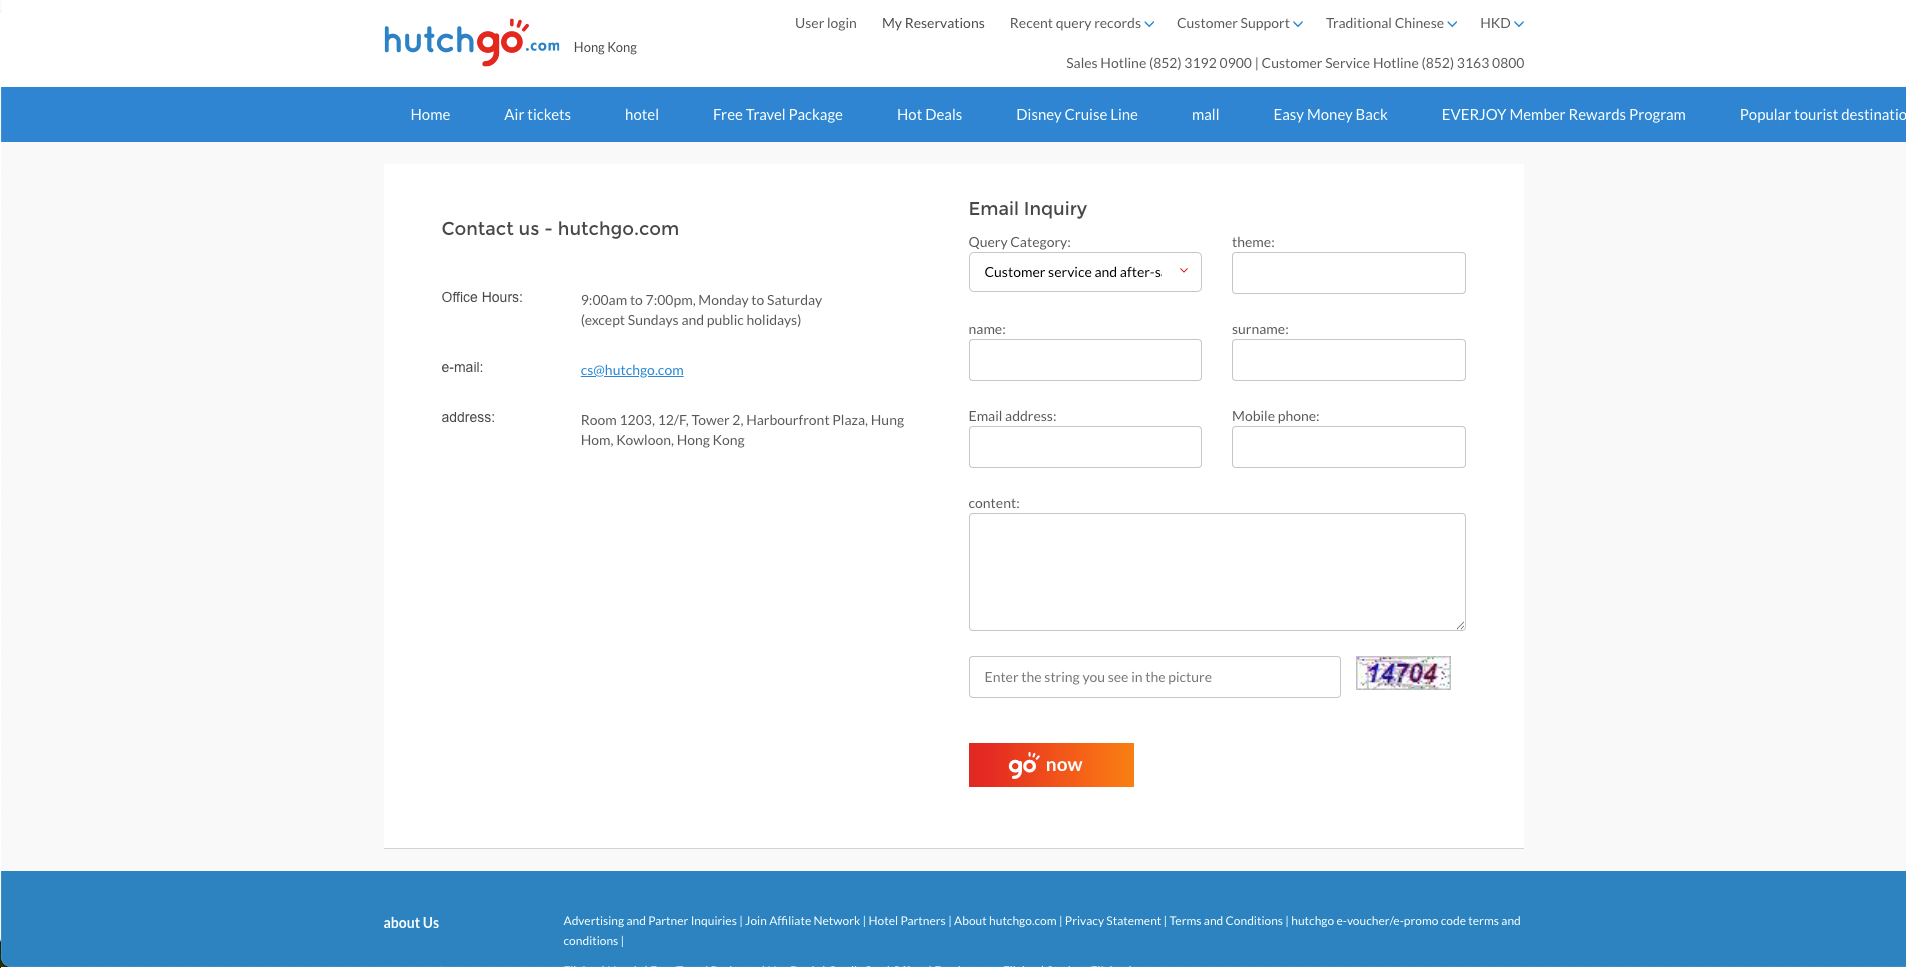 hutchgo.com Hong Kong
User login My Reservations Recent query records Customer Support Traditional Chinese HKD
Sales Hotline (852) 3192 0900 | Customer Service Hotline (852) 3163 0800
Home Air tickets hotel Free Travel Package Hot Deals Disney Cruise Line mall Easy Money Back EVERJOY Member Rewards Program Popular tourist destinatio
Contact us - hutchgo.com
Office Hours:
9:00am to 7:00pm, Monday to Saturday
(except Sundays and public holidays)
e-mail:
cs@hutchgo.com
address:
Room 1203, 12/F, Tower 2, Harbourfront Plaza, Hung
Hom, Kowloon, Hong Kong
Email Inquiry
Query Category: theme:
Customer service and after-s
name: surname:
Email address: Mobile phone:
content:
Enter the string you see in the picture
14704
go now
about Us
Advertising and Partner Inquiries | Join Affiliate Network | Hotel Partners | About hutchgo.com | Privacy Statement | Terms and Conditions | hutchgo e-voucher/e-promo code terms and
conditions |